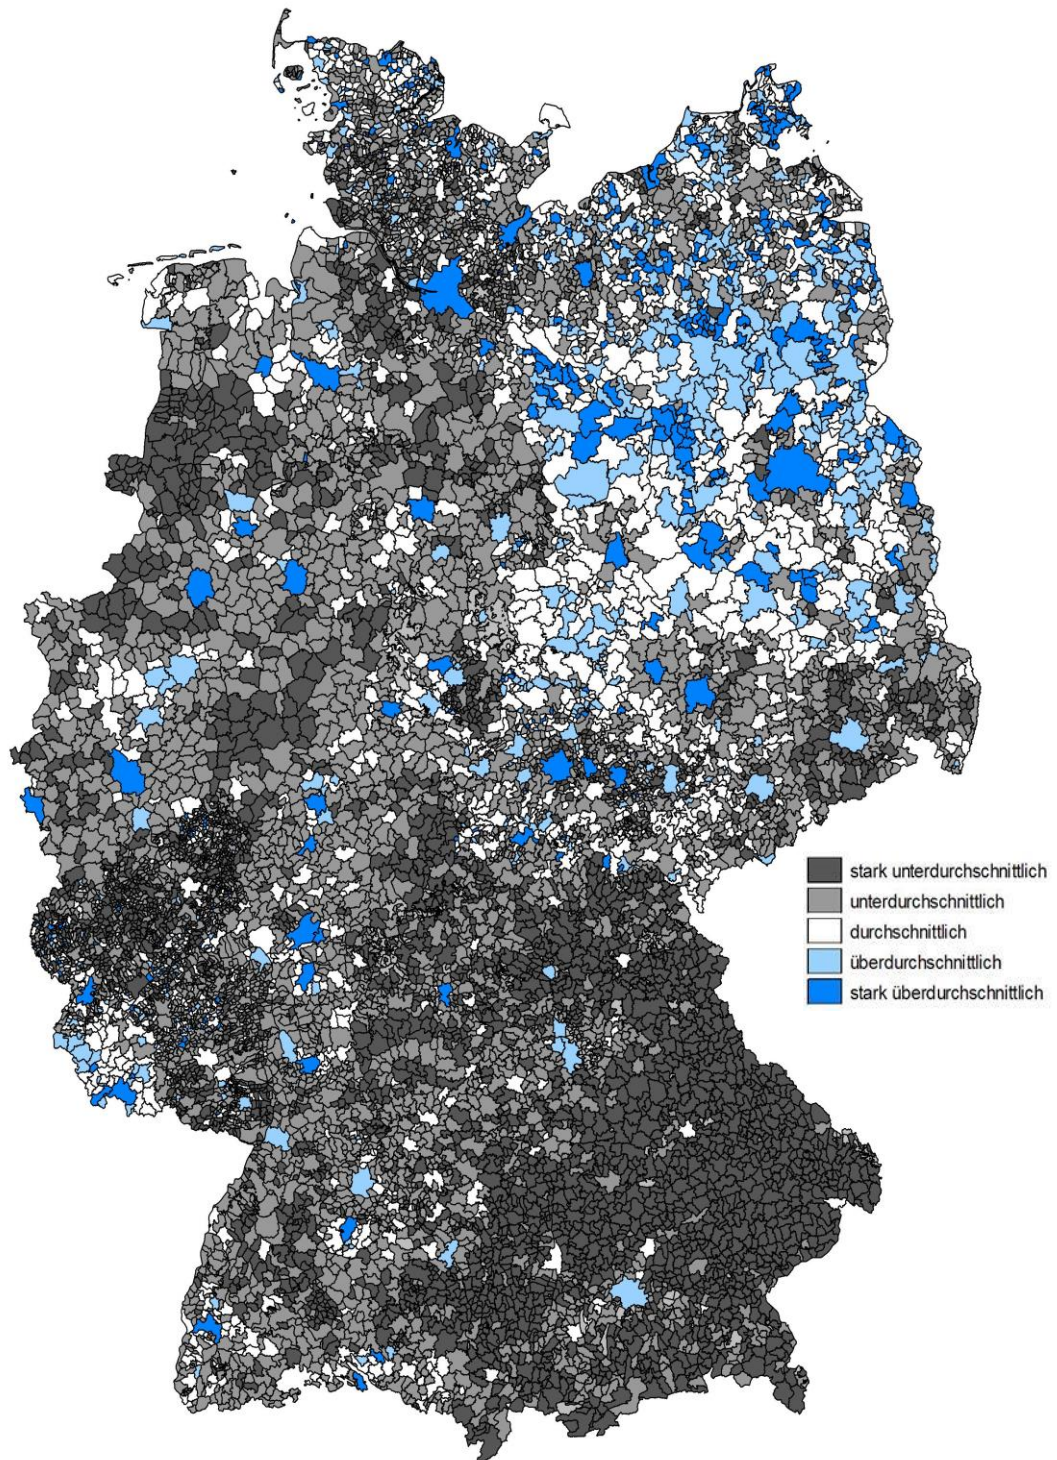 stark unterdurchschnittlich
unterdurchschnittlich
durchschnittlich
überdurchschnittlich
stark überdurchschnittlich